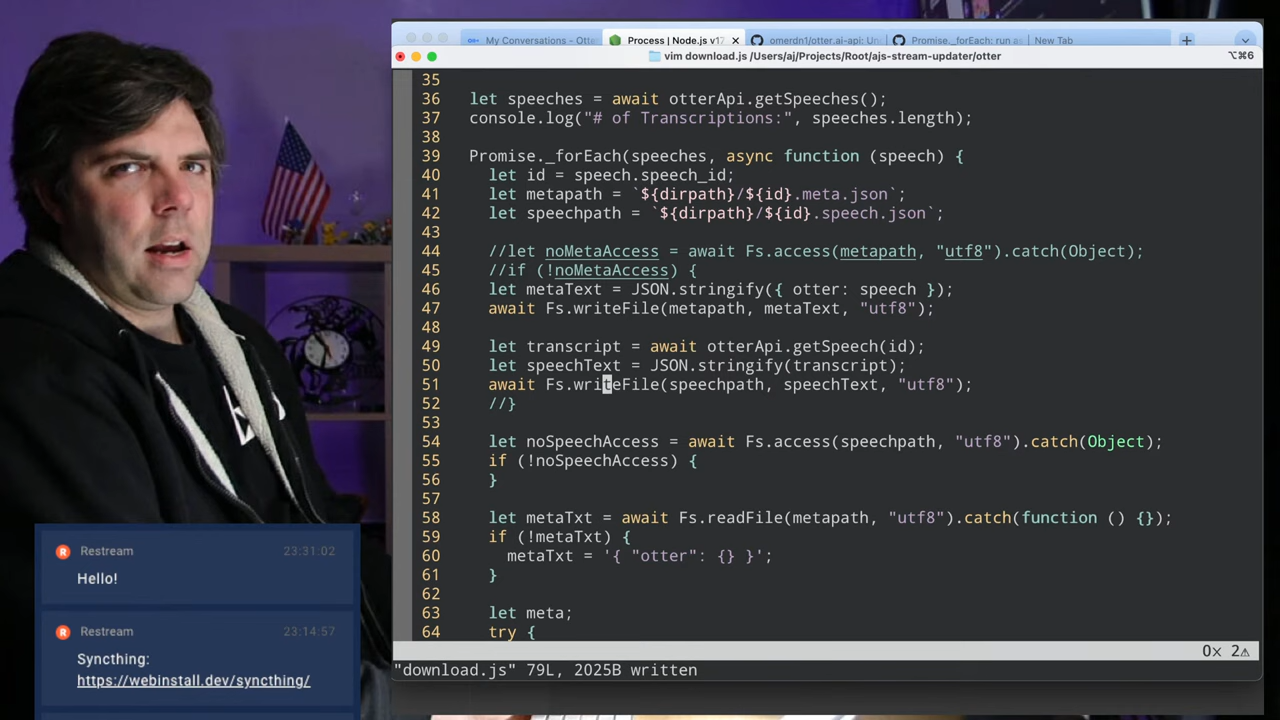 My Conversations - Otte
Process | Node.js v17
omerdn1/otter.ai-api: Un
Promise._forEach: run as
New Tab
vim download.js /Users/aj/Projects/Root/ajs-stream-updater/otter
⌥⌘6
35
36 let speeches = await otterApi.getSpeeches();
37 console.log("# of Transcriptions:", speeches.length);
38
39 Promise._forEach(speeches, async function (speech) {
40 let id = speech.speech_id;
41 let metapath = `${dirpath}/${id}.meta.json`;
42 let speechpath = `${dirpath}/${id}.speech.json`;
43
44 //let noMetaAccess = await Fs.access(metapath, "utf8").catch(Object);
45 //if (!noMetaAccess) {
46 let metaText = JSON.stringify({ otter: speech });
47 await Fs.writeFile(metapath, metaText, "utf8");
48
49 let transcript = await otterApi.getSpeech(id);
50 let speechText = JSON.stringify(transcript);
51 await Fs.writeFile(speechpath, speechText, "utf8");
52 //}
53
54 let noSpeechAccess = await Fs.access(speechpath, "utf8").catch(Object);
55 if (!noSpeechAccess) {
56 }
57
58 let metaTxt = await Fs.readFile(metapath, "utf8").catch(function () {});
59 if (!metaTxt) {
60 metaTxt = '{ "otter": {} }';
61 }
62
63 let meta;
64 try {
0× 2⚠
"download.js" 79L, 2025B written
Restream 23:31:02
Hello!
Restream 23:14:57
Syncthing:
https://webinstall.dev/syncthing/